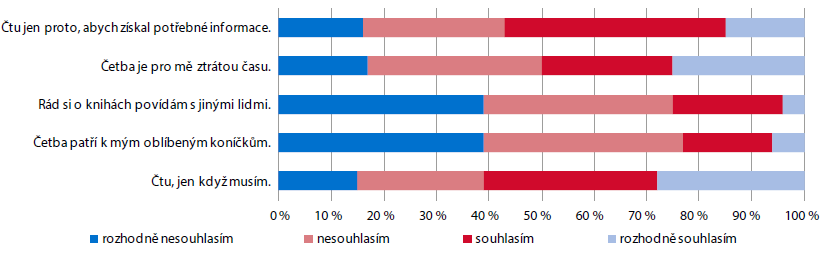 Čtu jen proto, abych získal potřebné informace.
Četba je pro mě ztrátou času.
Rád si o knihách povídám s jinými lidmi.
Četba patří k mým oblíbeným koníčkům.
Čtu, jen když musím.
0 % 10 % 20 % 30 % 40 % 50 % 60 % 70 % 80 % 90 % 100 %
rozhodně nesouhlasím nesouhlasím souhlasím rozhodně souhlasím